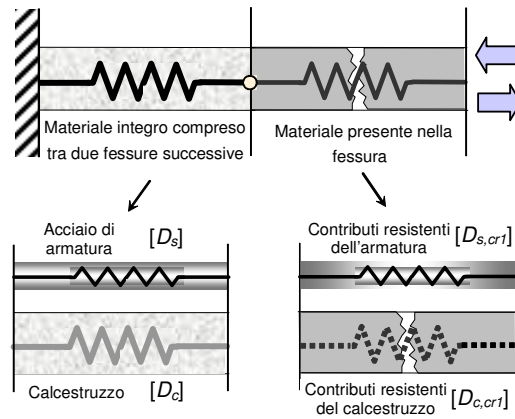 Materiale integro compreso
tra due fessure successive
Materiale presente nella
fessura
Acciaio di
armatura
[Ds]
Calcestruzzo
[Dc]
Contributi resistenti
dell'armatura
[Ds,cr1]
Contributi resistenti
del calcestruzzo
[Dc,cr1]